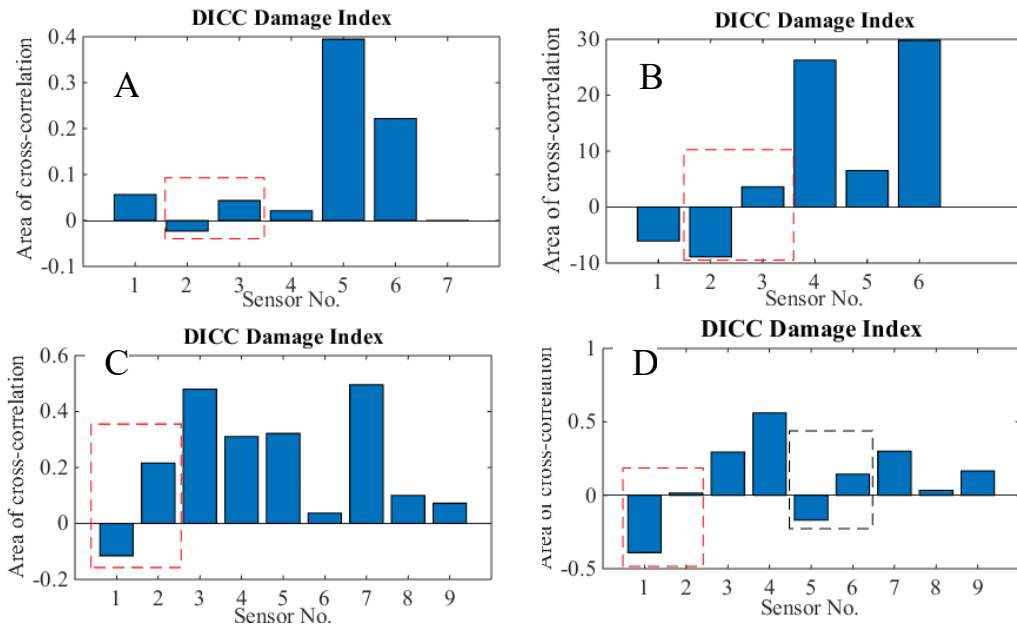 DICC Damage Index
A
Area of cross-correlation
0.4
0.3
0.2
0.1
0
-0.1
1 2 3 4 5 6 7
Sensor No.
DICC Damage Index
B
Area of cross-correlation
30
20
10
0
-10
1 2 3 4 5 6
Sensor No.
DICC Damage Index
C
Area of cross-correlation
0.6
0.4
0.2
0
-0.2
1 2 3 4 5 6 7 8 9
Sensor No.
DICC Damage Index
D
Area of cross-correlation
1
0.5
0
-0.5
1 2 3 4 5 6 7 8 9
Sensor No.